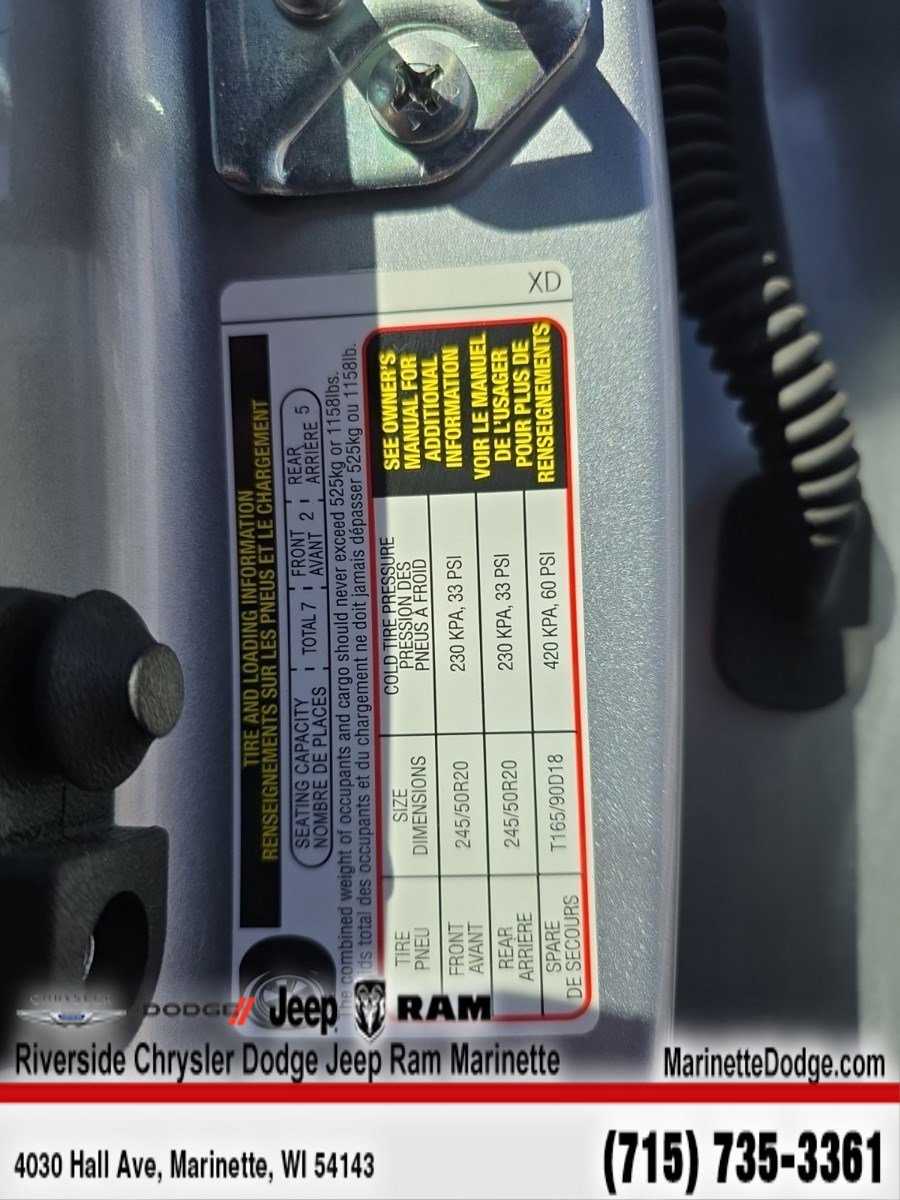 XD
TIRE AND LOADING INFORMATION
RENSEIGNEMENTS SUR LES PNEUS ET LE CHARGEMENT
SEATING CAPACITY TOTAL 7 FRONT 2 REAR 5
NOMBRE DE PLACES AVANT ARRIÈRE
The combined weight of occupants and cargo should never exceed 525kg or 1158lbs.
ds total des occupants et du chargement ne doit jamais dépasser 525kg ou 1158lb.
TIRE SIZE COLD TIRE PRESSURE
PNEU DIMENSIONS PRESSION DES
PNEUS À FROID
SEE OWNER'S
MANUAL FOR
ADDITIONAL
INFORMATION
VOIR LE MANUEL
DE L'USAGER
POUR PLUS DE
RENSEIGNEMENTS
FRONT 245/50R20 230 KPA, 33 PSI
AVANT
REAR 245/50R20 230 KPA, 33 PSI
ARRIÈRE
SPARE T165/90D18 420 KPA, 60 PSI
DE SECOURS
CHRYSLER DODGE Jeep RAM
Riverside Chrysler Dodge Jeep Ram Marinette MarinetteDodge.com
4030 Hall Ave, Marinette, WI 54143 (715) 735-3361